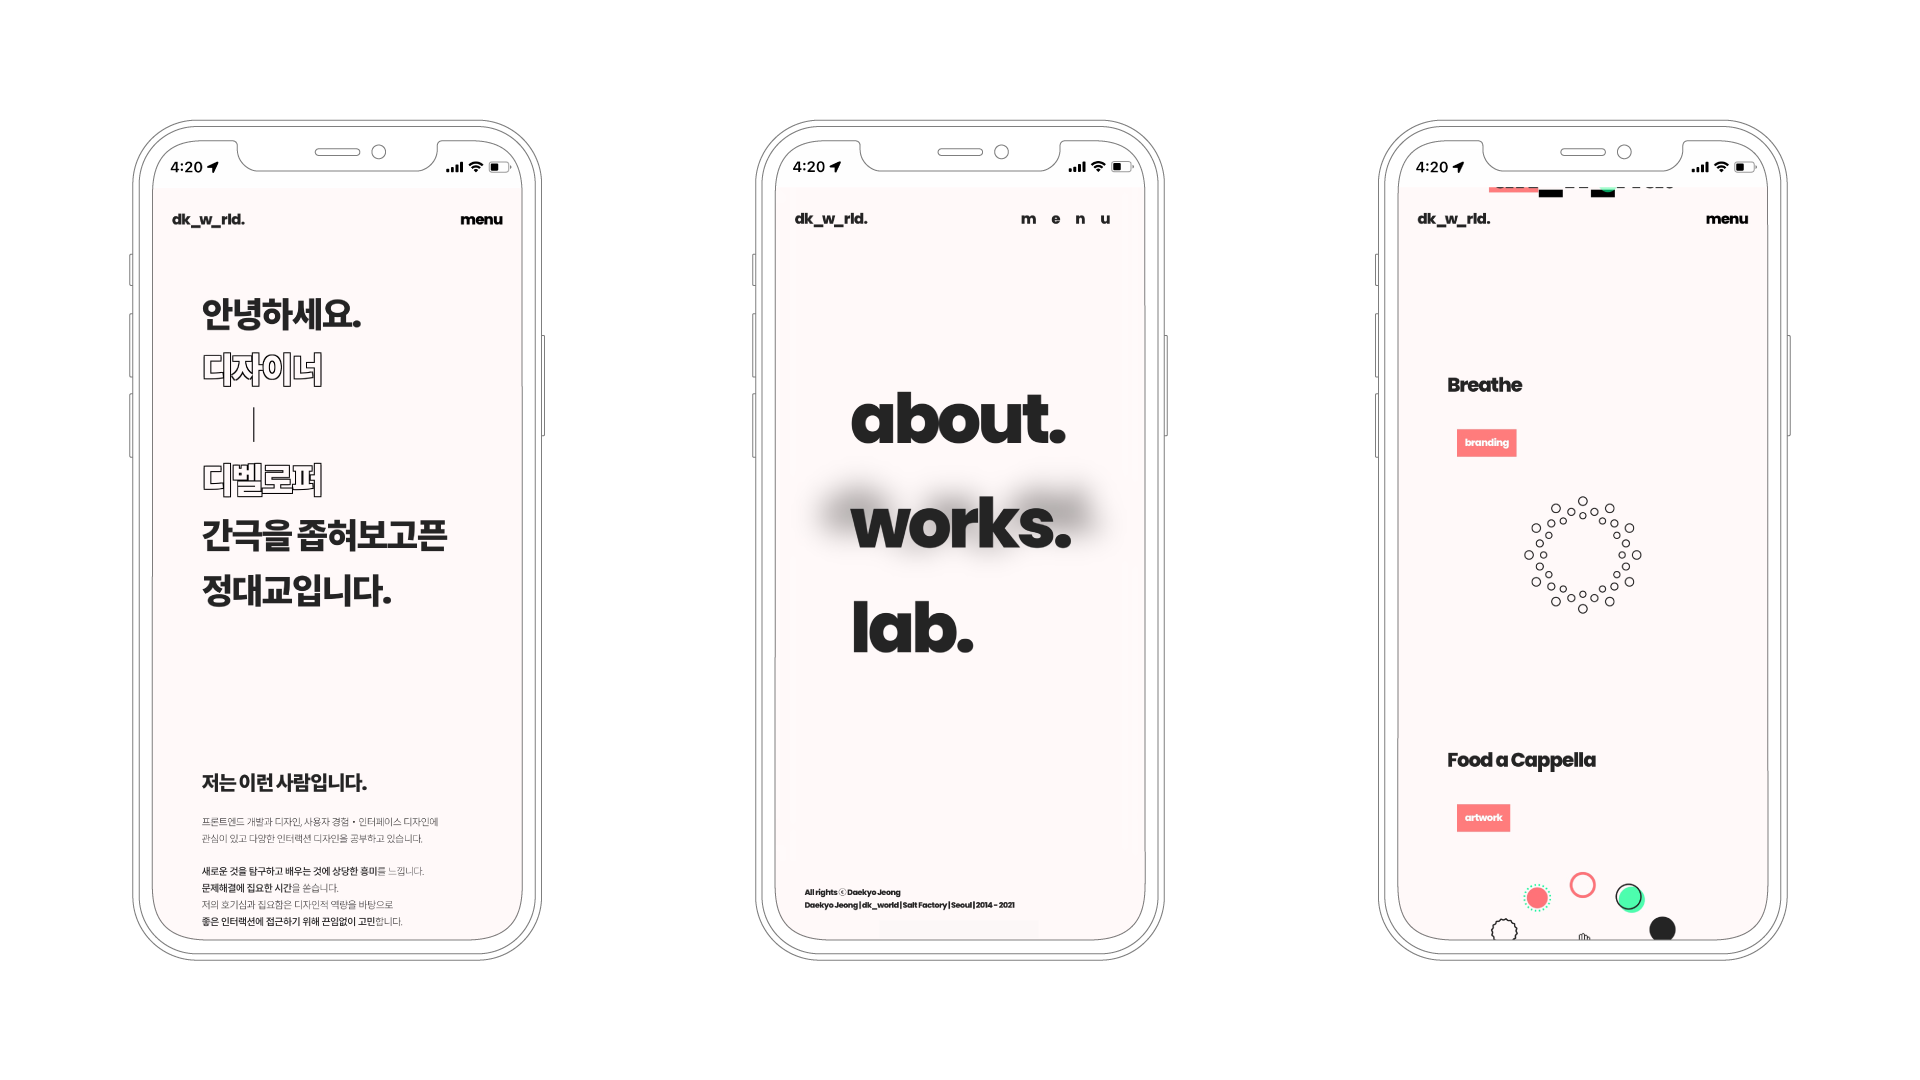 4:20
dk_w_rld.
menu
안녕하세요.
디자이너
|
디벨로퍼
간극을 좁혀보고픈
정대교입니다.
저는 이런 사람입니다.
프론트엔드 개발과 디자인, 사용자 경험 • 인터페이스 디자인에
관심이 있고 다양한 인터랙션 디자인을 공부하고 있습니다.
새로운 것을 탐구하고 배우는 것에 상당한 흥미를 느낍니다.
문제해결에 집요한 시간을 쏟습니다.
저의 호기심과 집요함은 디자인적 역량을 바탕으로
좋은 인터랙션에 접근하기 위해 끊임없이 고민합니다.
4:20
dk_w_rld.
m e n u
about.
works.
lab.
All rights ⓒ Daekyo Jeong
Daekyo Jeong | dk_world | Salt Factory | Seoul | 2014 - 2021
4:20
dk_w_rld.
menu
Breathe
branding
Food a Cappella
artwork